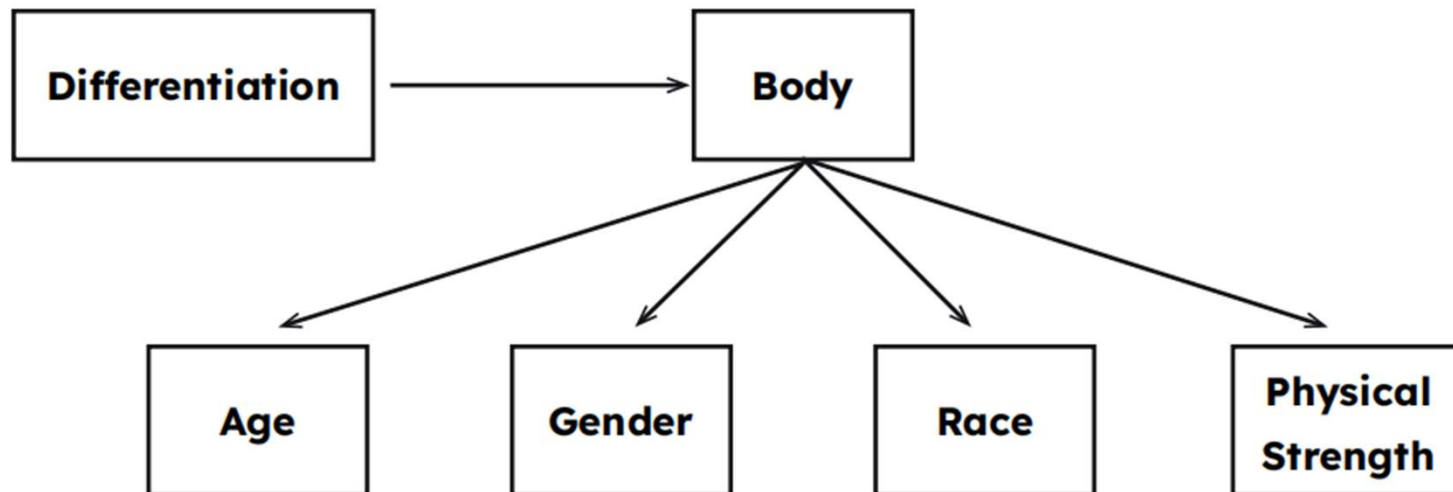 Differentiation
Body
Age
Gender
Race
Physical
Strength